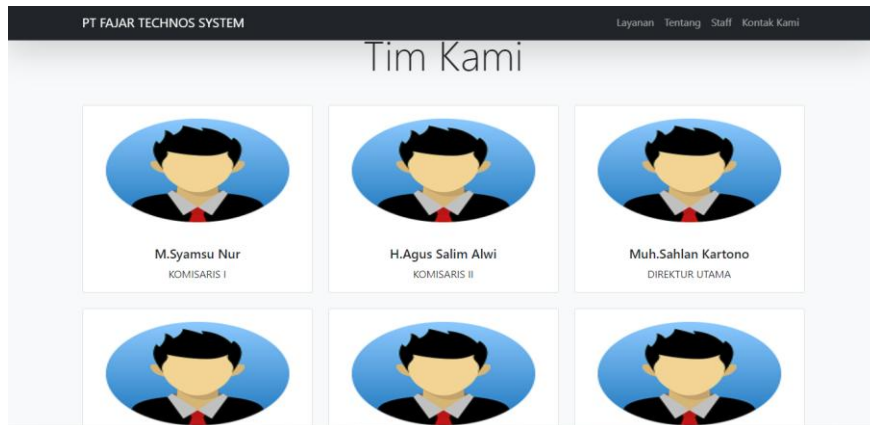 PT FAJAR TECHNOS SYSTEM
Layanan Tentang Staff Kontak Kami
Tim Kami
M.Syamsu Nur
KOMISARIS I
H.Agus Salim Alwi
KOMISARIS II
Muh.Sahlan Kartono
DIREKTUR UTAMA